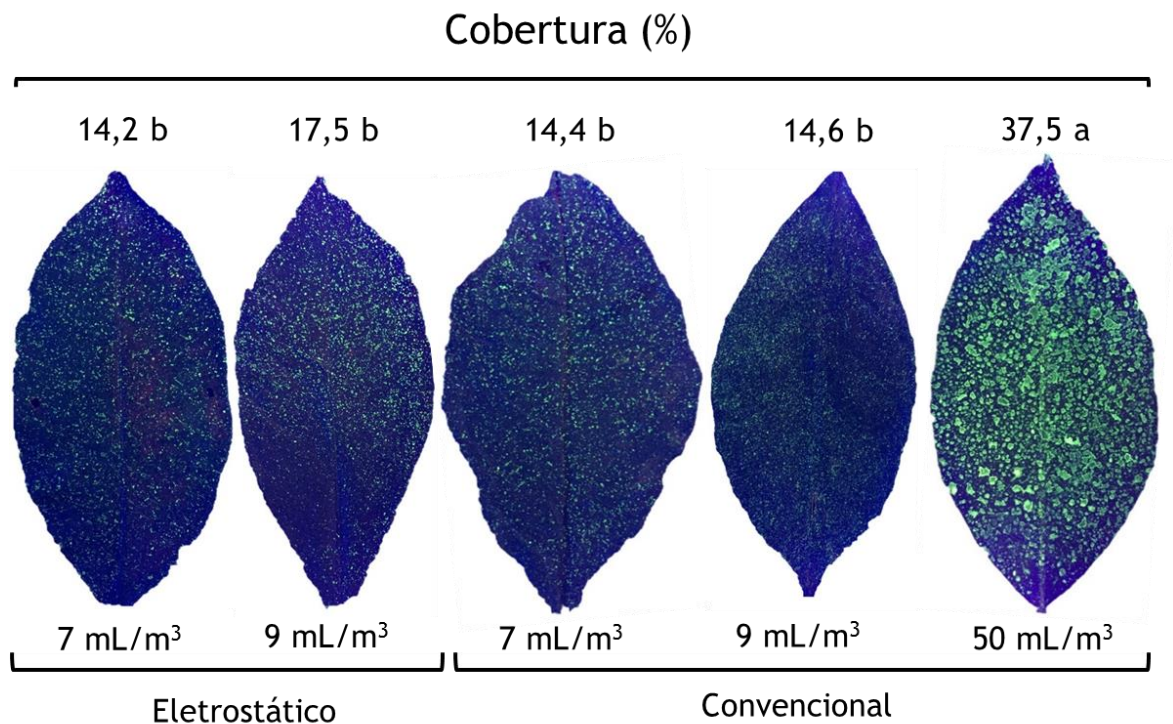 Cobertura (%)
14,2 b 17,5 b 14,4 b 14,6 b 37,5 a
7 mL/m³ 9 mL/m³ 7 mL/m³ 9 mL/m³ 50 mL/m³
Eletrostático Convencional